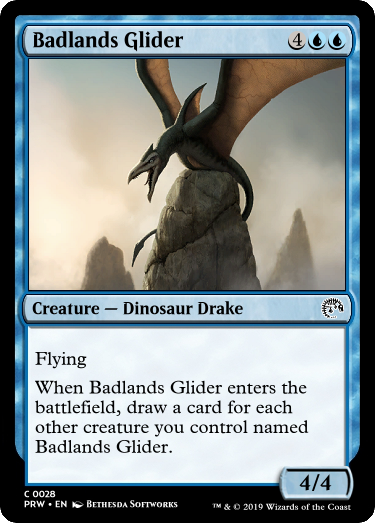 Badlands Glider 4
Creature — Dinosaur Drake
Flying
When Badlands Glider enters the
battlefield, draw a card for each
other creature you control named
Badlands Glider.
4/4
C 0028
PRW • EN Bethesda Softworks ™ & © 2019 Wizards of the Coast